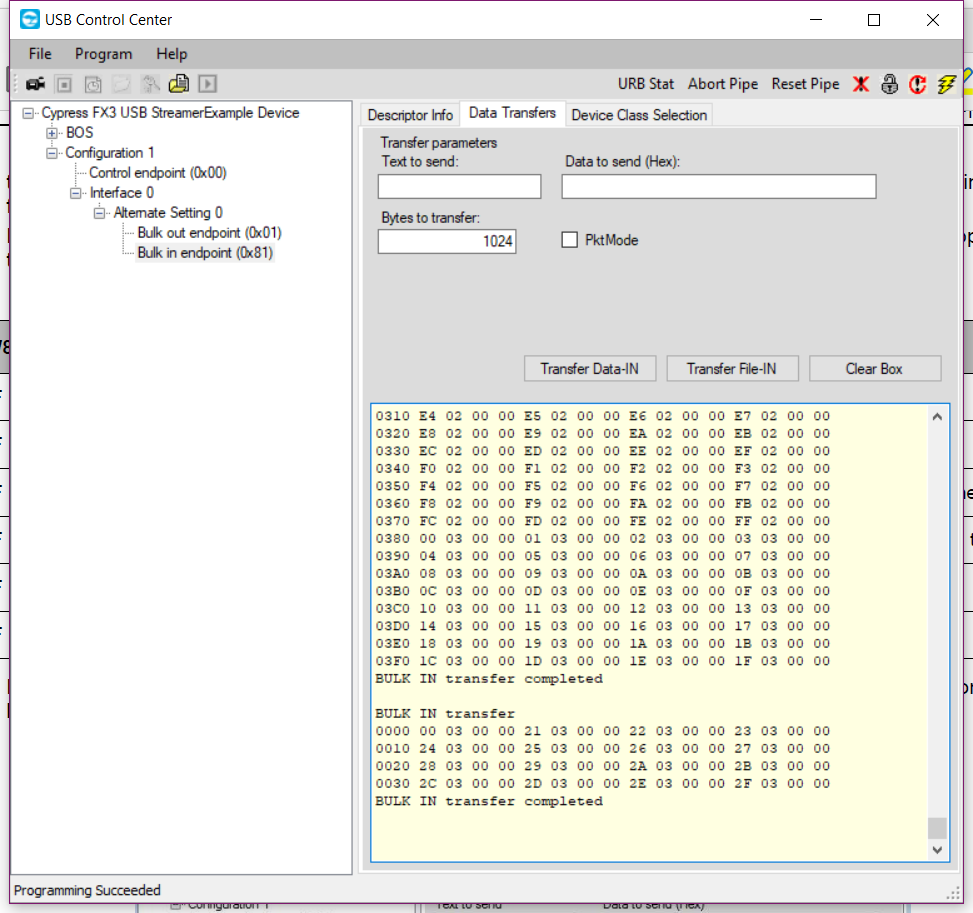 USB Control Center
File Program Help
URB Stat Abort Pipe Reset Pipe
Cypress FX3 USB StreamerExample Device
BOS
Configuration 1
Control endpoint (0x00)
Interface 0
Alternate Setting 0
Bulk out endpoint (0x01)
Bulk in endpoint (0x81)
Descriptor Info Data Transfers Device Class Selection
Transfer parameters
Text to send: Data to send (Hex):
Bytes to transfer:
1024 PktMode
Transfer Data-IN Transfer File-IN Clear Box
0310 E4 02 00 00 E5 02 00 00 E6 02 00 00 E7 02 00 00
0320 E8 02 00 00 E9 02 00 00 EA 02 00 00 EB 02 00 00
0330 EC 02 00 00 ED 02 00 00 EE 02 00 00 EF 02 00 00
0340 F0 02 00 00 F1 02 00 00 F2 02 00 00 F3 02 00 00
0350 F4 02 00 00 F5 02 00 00 F6 02 00 00 F7 02 00 00
0360 F8 02 00 00 F9 02 00 00 FA 02 00 00 FB 02 00 00
0370 FC 02 00 00 FD 02 00 00 FE 02 00 00 FF 02 00 00
0380 00 03 00 00 01 03 00 00 02 03 00 00 03 03 00 00
0390 04 03 00 00 05 03 00 00 06 03 00 00 07 03 00 00
03A0 08 03 00 00 09 03 00 00 0A 03 00 00 0B 03 00 00
03B0 0C 03 00 00 0D 03 00 00 0E 03 00 00 0F 03 00 00
03C0 10 03 00 00 11 03 00 00 12 03 00 00 13 03 00 00
03D0 14 03 00 00 15 03 00 00 16 03 00 00 17 03 00 00
03E0 18 03 00 00 19 03 00 00 1A 03 00 00 1B 03 00 00
03F0 1C 03 00 00 1D 03 00 00 1E 03 00 00 1F 03 00 00
BULK IN transfer completed
BULK IN transfer
0000 00 03 00 00 21 03 00 00 22 03 00 00 23 03 00 00
0010 24 03 00 00 25 03 00 00 26 03 00 00 27 03 00 00
0020 28 03 00 00 29 03 00 00 2A 03 00 00 2B 03 00 00
0030 2C 03 00 00 2D 03 00 00 2E 03 00 00 2F 03 00 00
BULK IN transfer completed
Programming Succeeded
Configuration 1 Text to send Data to send (Hex)